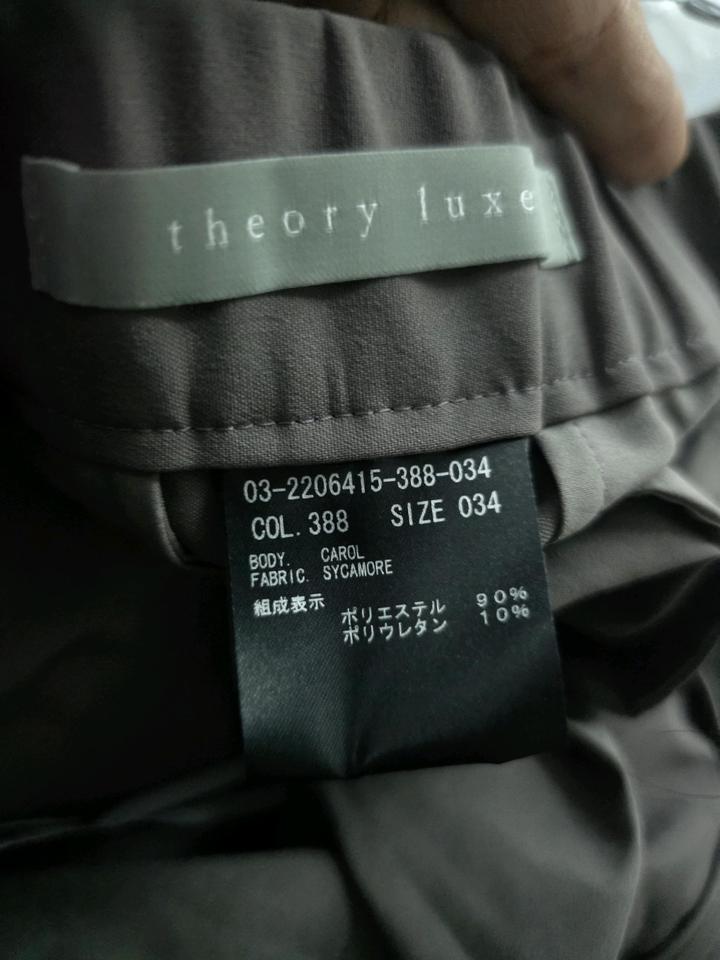 theory luxe
03-2206415-388-034
COL. 388 SIZE 034
BODY. CAROL
FABRIC. SYCAMORE
組成表示
ポリエステル 90%
ポリウレタン 10%